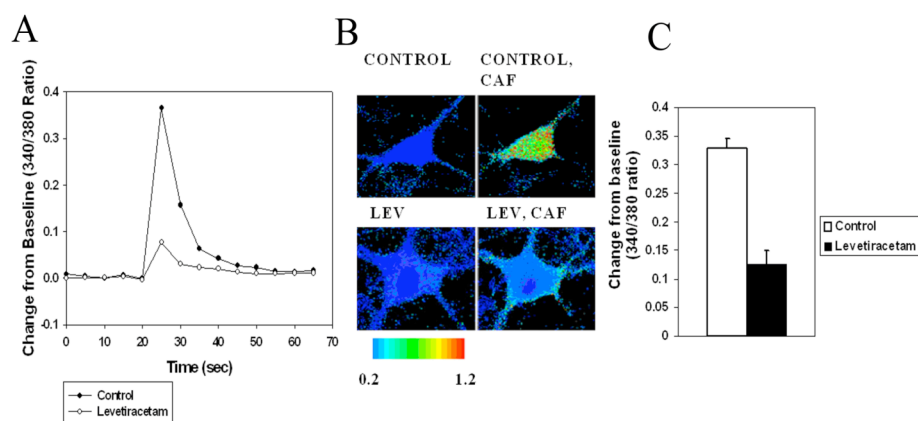 A
Change from Baseline (340/380 Ratio)
0.4
0.3
0.2
0.1
0.0
-0.1
0 10 20 30 40 50 60 70
Time (sec)
Control
Levetiracetam
B
CONTROL
CONTROL,
CAF
LEV
LEV, CAF
0.2
1.2
C
Change from baseline
(340/380 ratio)
0.4
0.35
0.3
0.25
0.2
0.15
0.1
0.05
0
Control
Levetiracetam